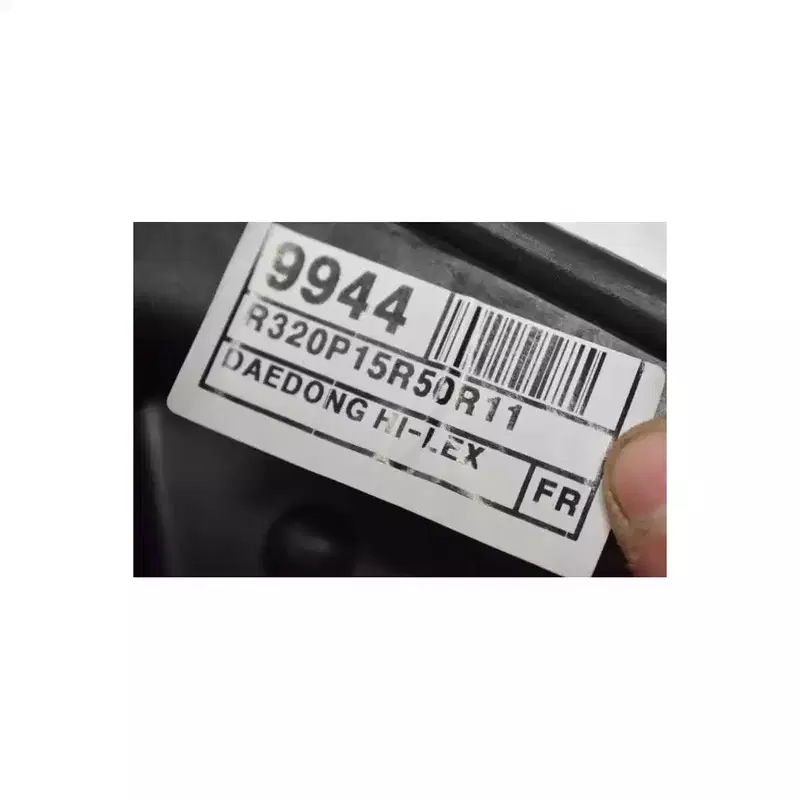 9944
R320P15R50R11
DAEDONG HI-LEX
FR